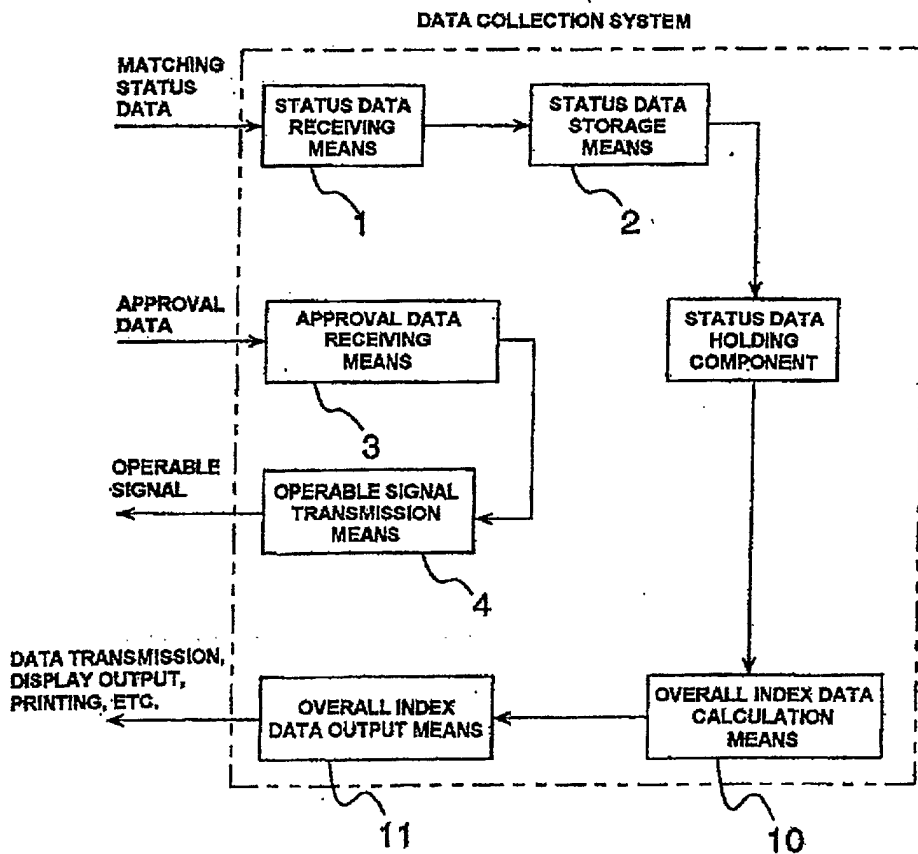 DATA COLLECTION SYSTEM
MATCHING
STATUS
DATA
STATUS DATA
RECEIVING
MEANS
STATUS DATA
STORAGE
MEANS
1
2
APPROVAL
DATA
APPROVAL DATA
RECEIVING
MEANS
STATUS DATA
HOLDING
COMPONENT
3
OPERABLE
SIGNAL
OPERABLE SIGNAL
TRANSMISSION
MEANS
4
DATA TRANSMISSION,
DISPLAY OUTPUT,
PRINTING, ETC.
OVERALL INDEX
DATA OUTPUT MEANS
OVERALL INDEX DATA
CALCULATION
MEANS
11
10